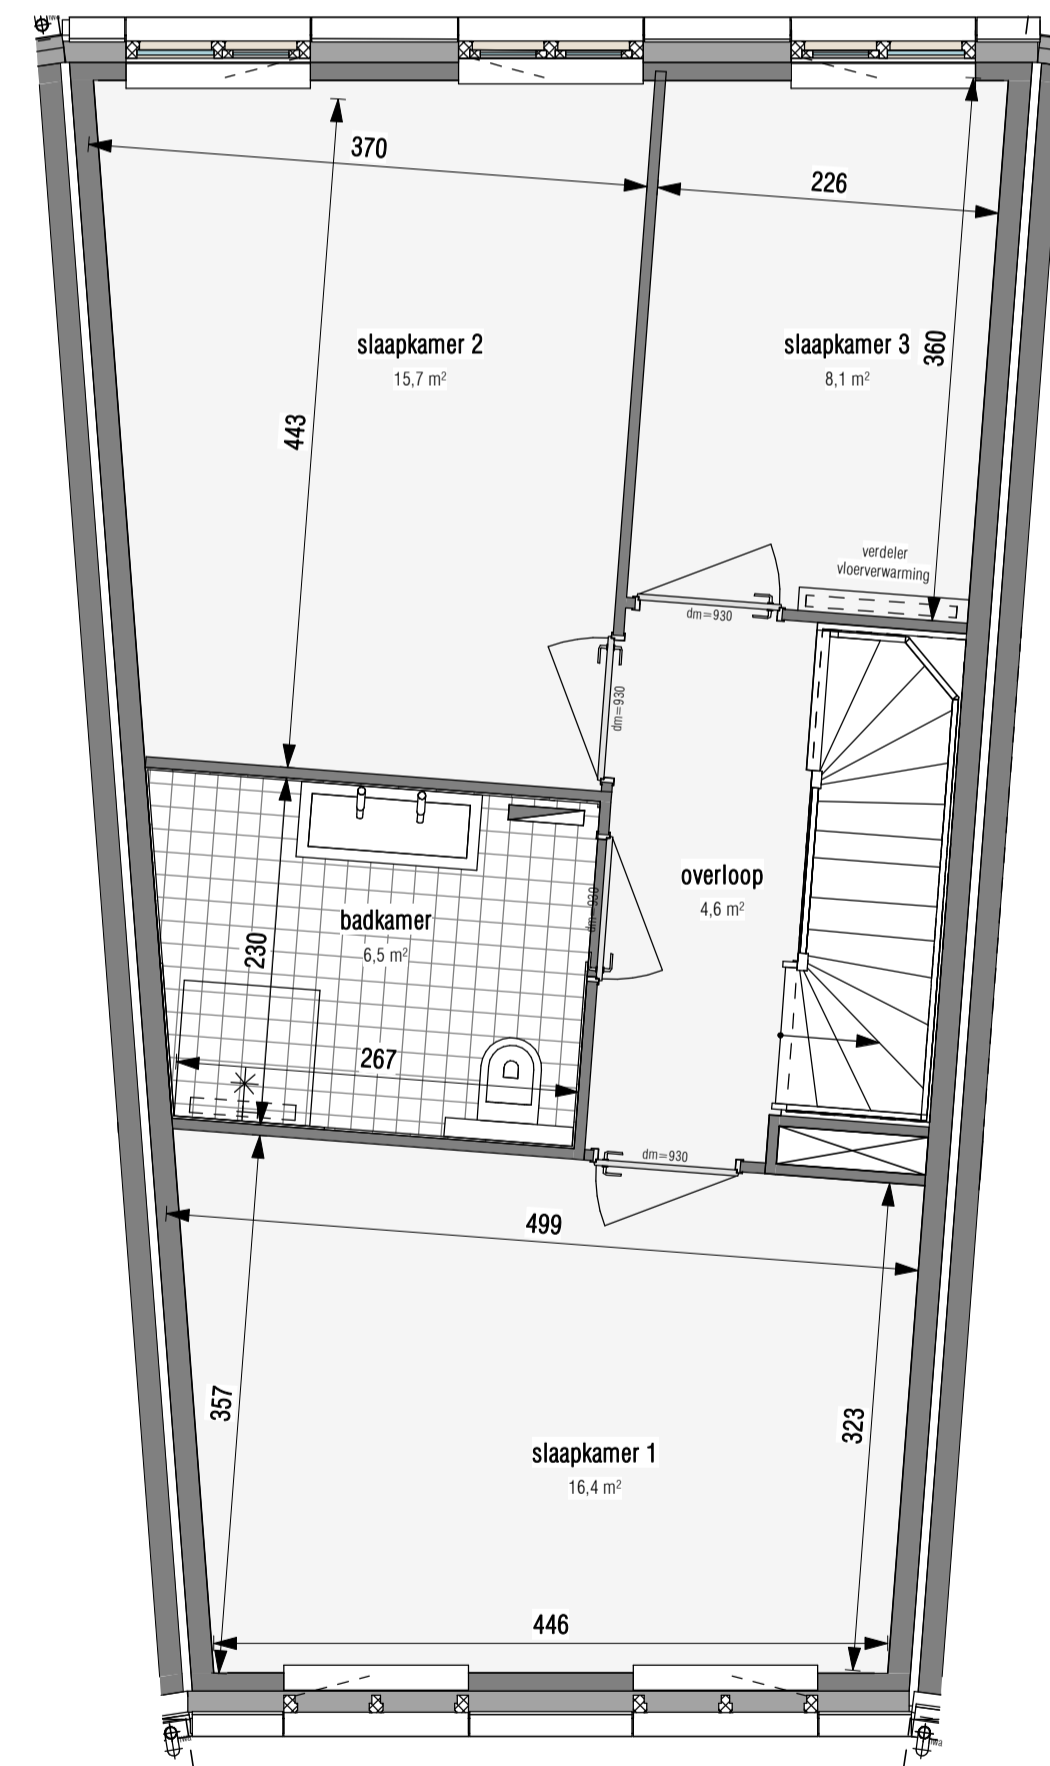 370
226
slaapkamer 2
15,7 m²
slaapkamer 3
8,1 m²
360
443
verdeler
vloerverwarming
dm=930
dm=930
overloop
4,6 m²
dm=930
badkamer
6,5 m²
230
267
dm=930
499
357
323
slaapkamer 1
16,4 m²
446
hwa